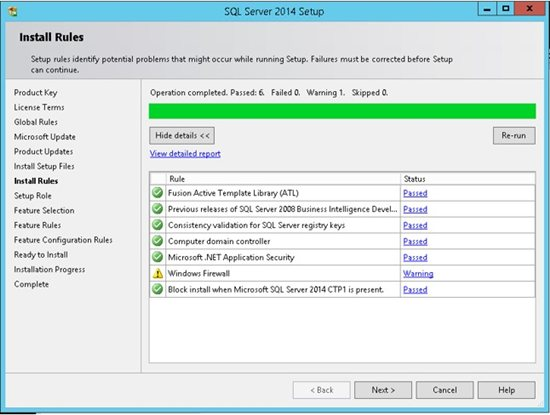 SQL Server 2014 Setup
Install Rules
Setup rules identify potential problems that might occur while running Setup. Failures must be corrected before Setup
can continue.
Product Key
License Terms
Global Rules
Microsoft Update
Product Updates
Install Setup Files
Install Rules
Setup Role
Feature Selection
Feature Rules
Feature Configuration Rules
Ready to Install
Installation Progress
Complete
Operation completed. Passed: 6. Failed 0. Warning 1. Skipped 0.
Hide details <<
Re-run
View detailed report
Rule Status
Fusion Active Template Library (ATL) Passed
Previous releases of SQL Server 2008 Business Intelligence Devel... Passed
Consistency validation for SQL Server registry keys Passed
Computer domain controller Passed
Microsoft .NET Application Security Passed
Windows Firewall Warning
Block install when Microsoft SQL Server 2014 CTP1 is present. Passed
< Back Next > Cancel Help